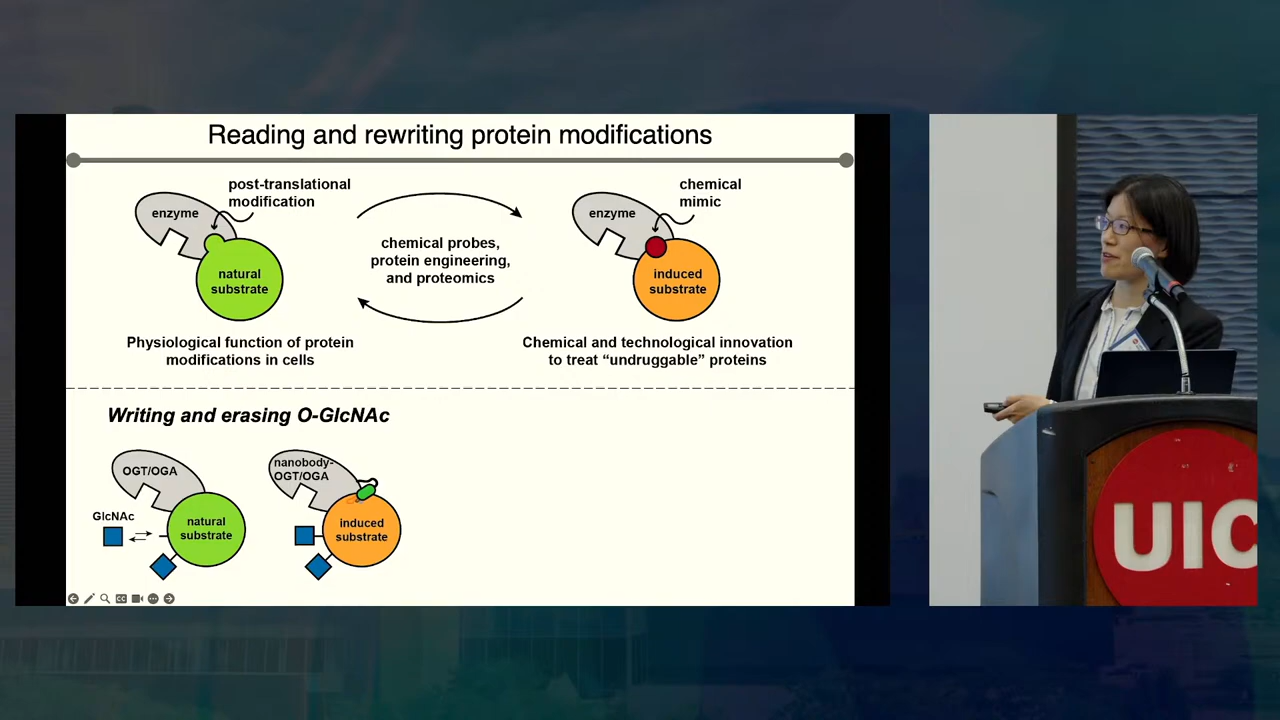 Reading and rewriting protein modifications
post-translational
modification
enzyme
natural
substrate
chemical probes,
protein engineering,
and proteomics
chemical
mimic
enzyme
induced
substrate
Physiological function of protein
modifications in cells
Chemical and technological innovation
to treat “undruggable” proteins
Writing and erasing O-GlcNAc
OGT/OGA
GlcNAc
natural
substrate
nanobody-
OGT/OGA
induced
substrate
CC
UIC